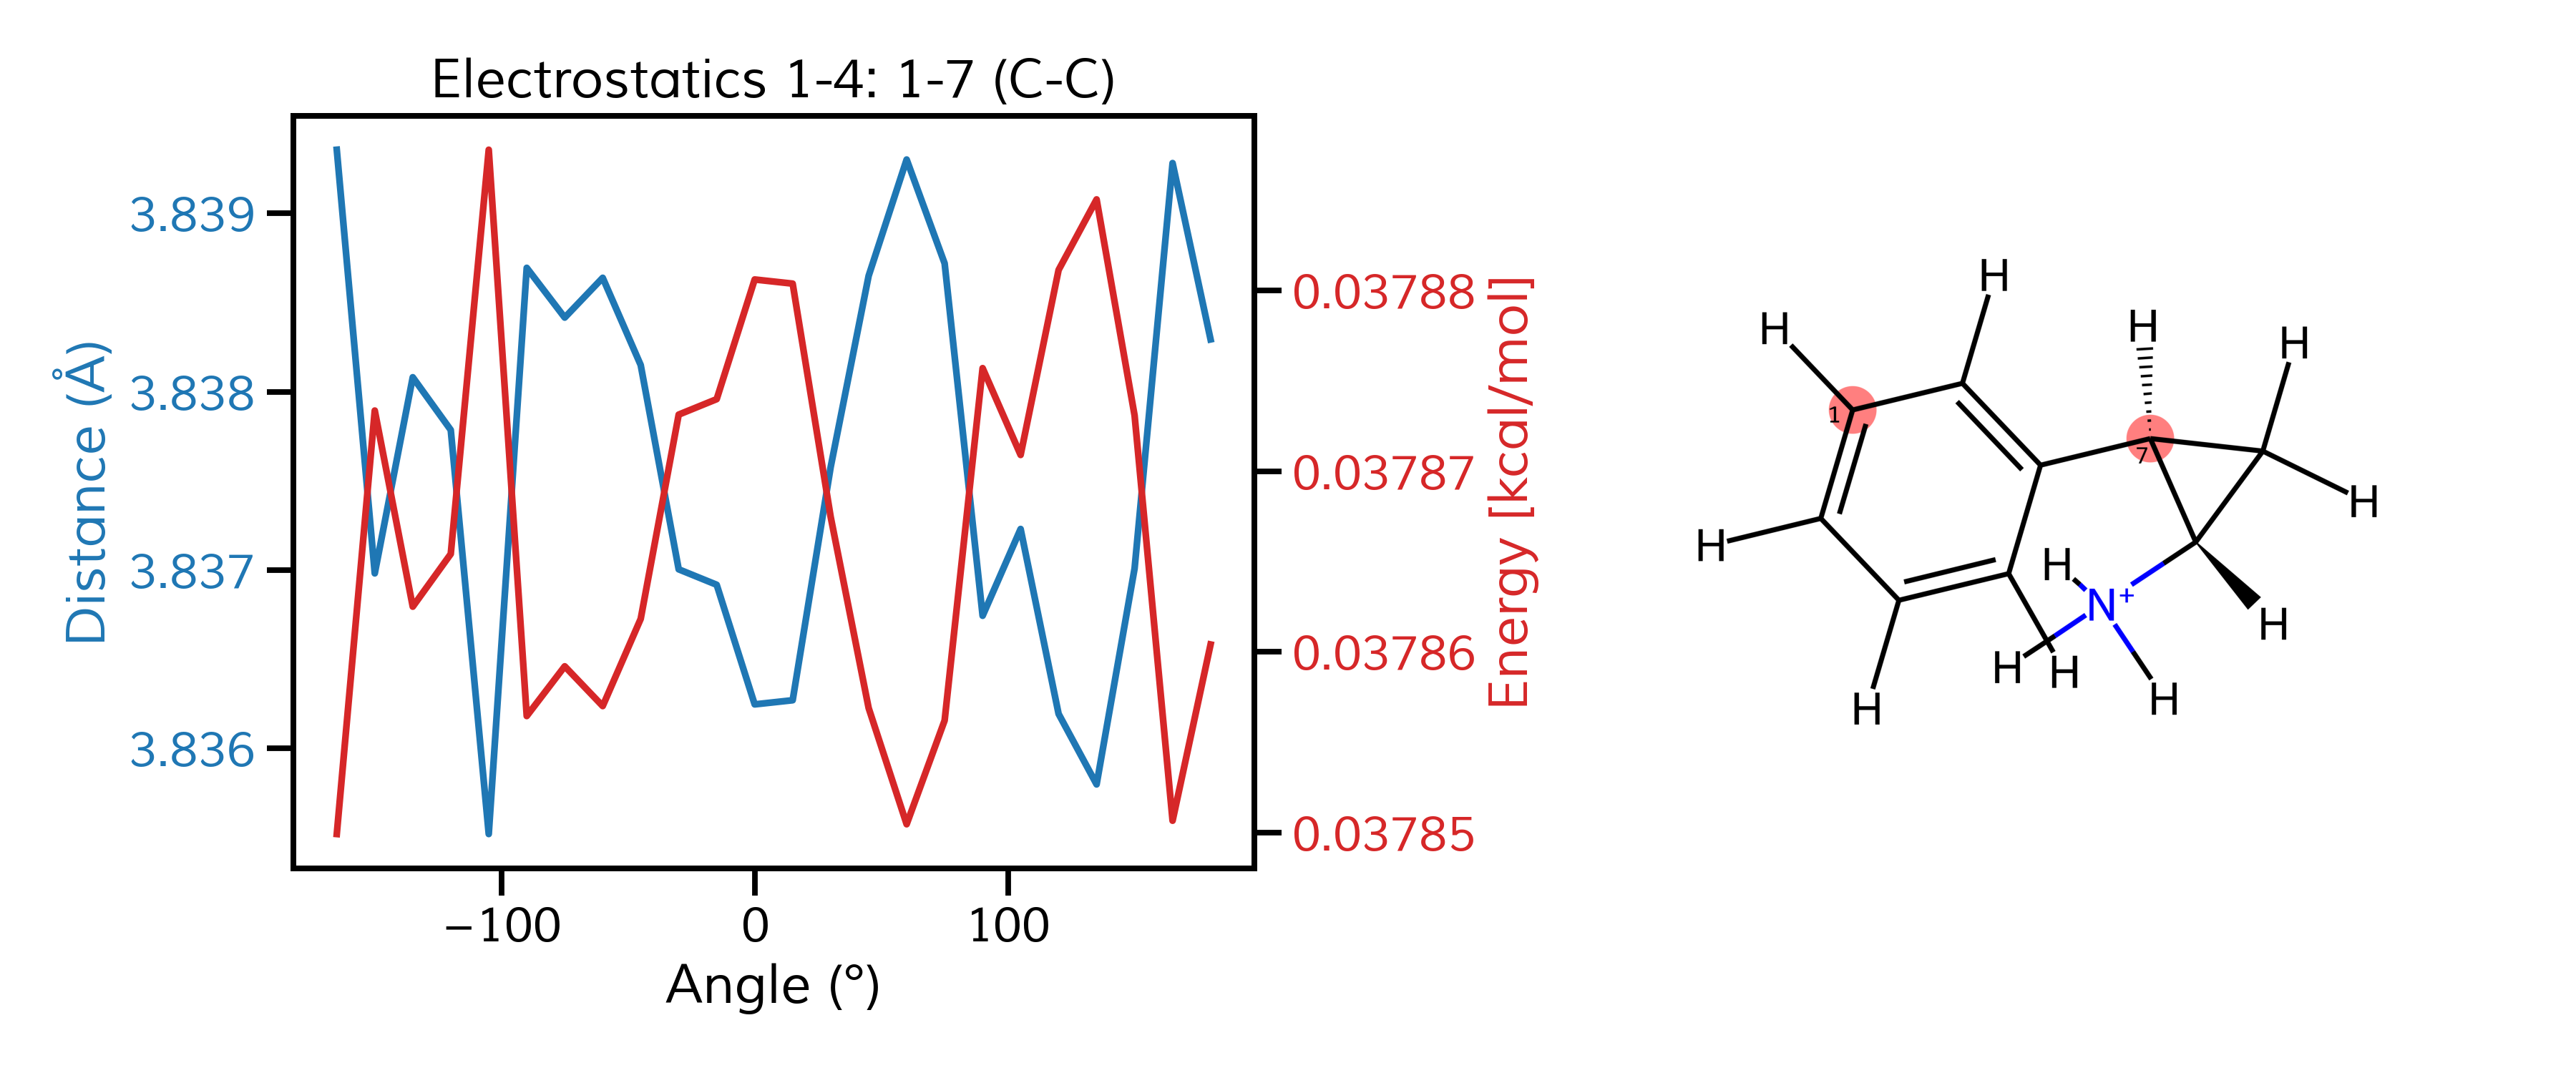 Electrostatics 1-4: 1-7 (C-C)
Distance (Å)
3.839
3.838
3.837
3.836
0.03788
0.03787
0.03786
0.03785
Energy [kcal/mol]
−100 0 100
Angle (°)
H
H
H
H
1
7
H
H
H
N+
H
H
H
H
H